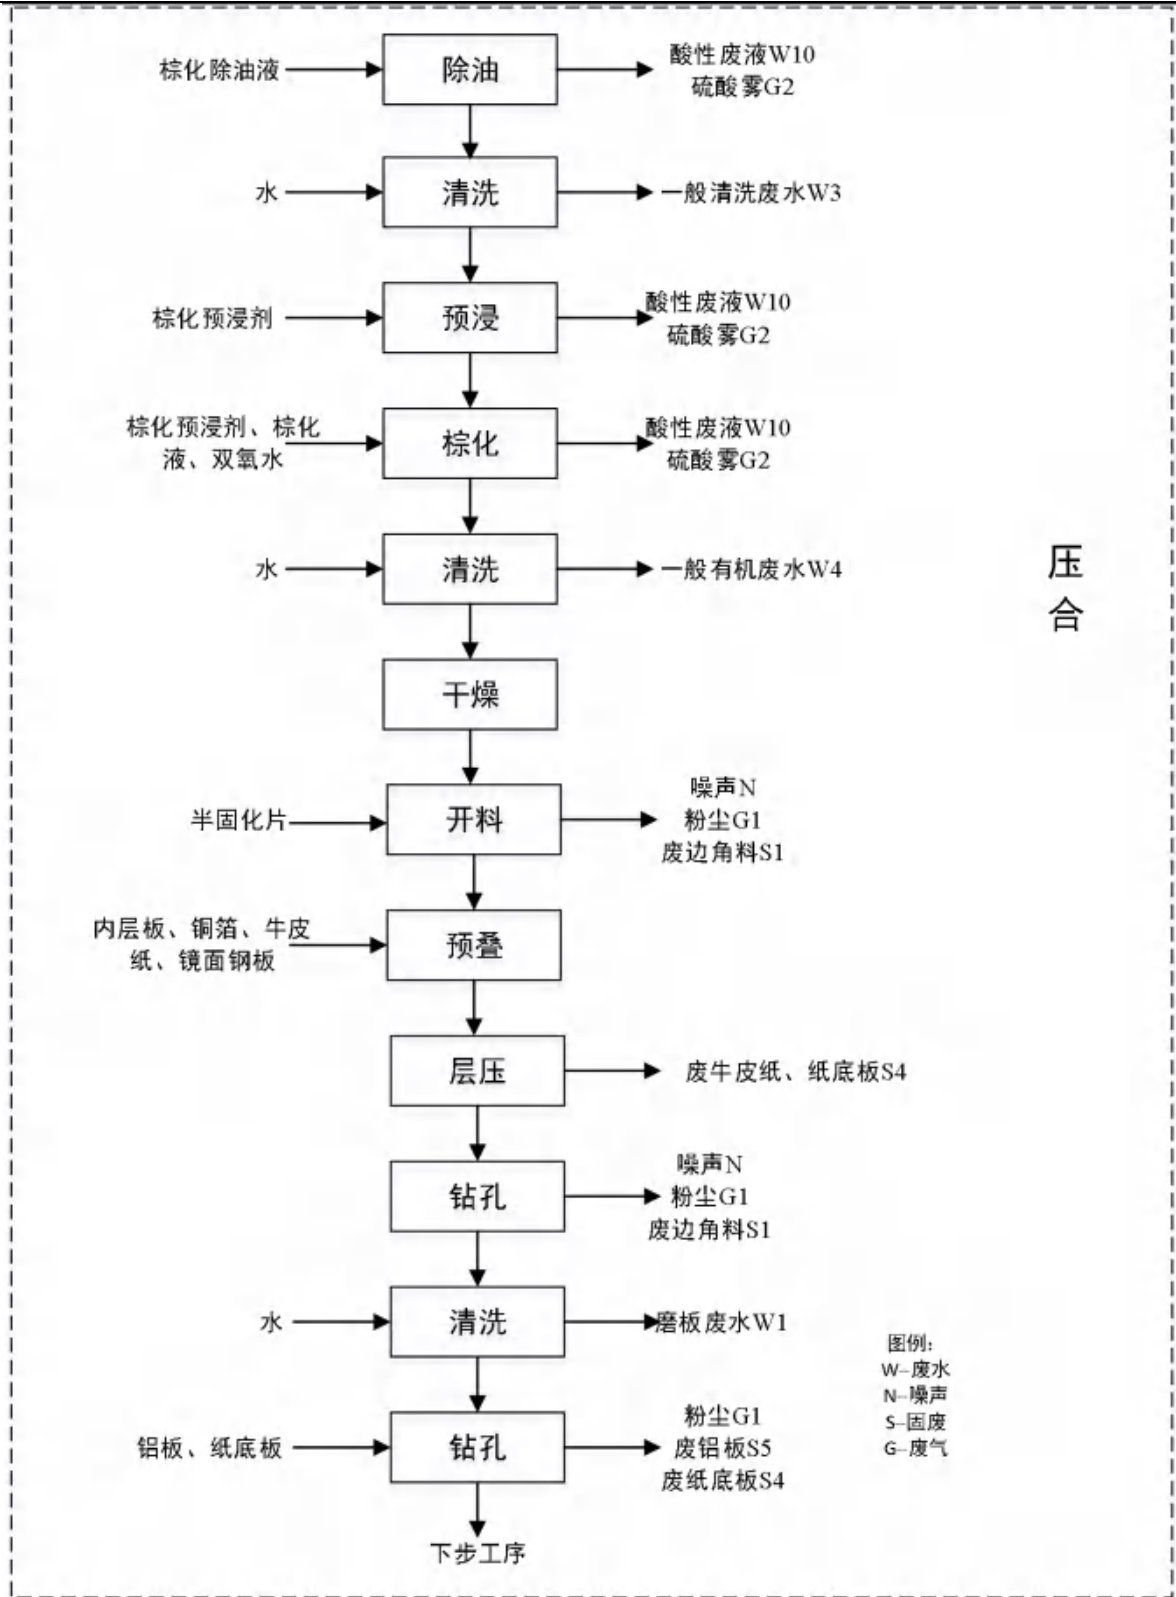 棕化除油液
除油
酸性废液W10
硫酸雾G2
水
清洗
一般清洗废水W3
棕化预浸剂
预浸
酸性废液W10
硫酸雾G2
棕化预浸剂、棕化
液、双氧水
棕化
酸性废液W10
硫酸雾G2
水
清洗
一般有机废水W4
压
合
干燥
半固化片
开料
噪声N
粉尘G1
废边角料S1
内层板、铜箔、牛皮
纸、镜面钢板
预叠
层压
废牛皮纸、纸底板S4
钻孔
噪声N
粉尘G1
废边角料S1
水
清洗
磨板废水W1
铝板、纸底板
钻孔
粉尘G1
废铝板S5
废纸底板S4
图例:
W–废水
N–噪声
S–固废
G–废气
下步工序